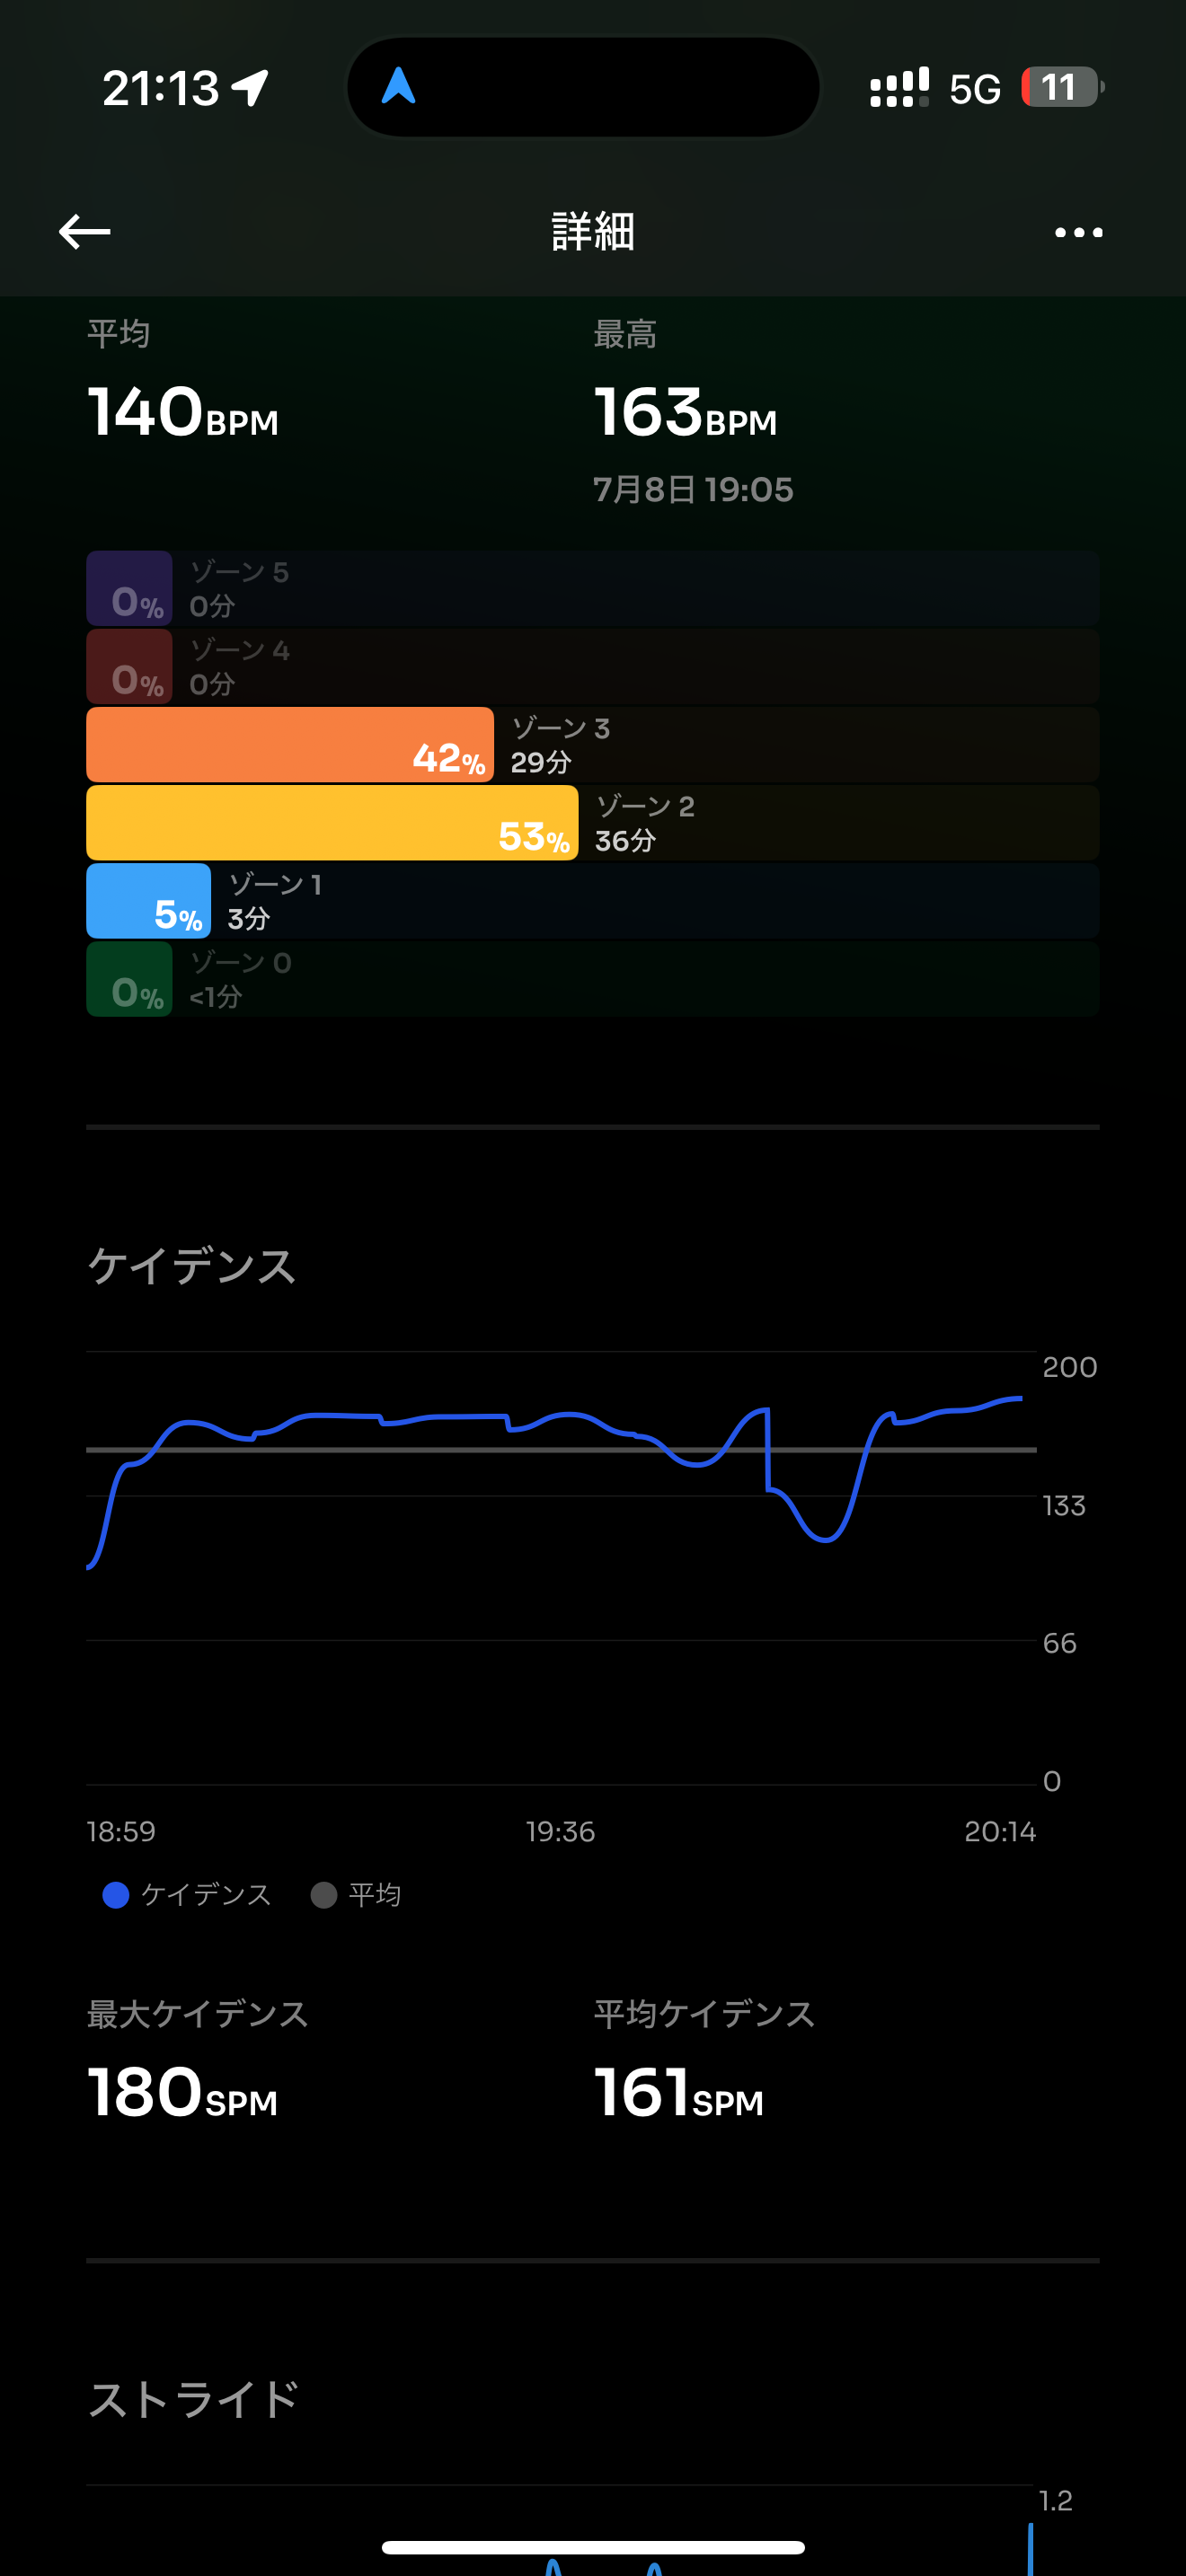 21:13 5G 11
詳細
平均 最高
140BPM 163BPM
7月8日 19:05
ゾーン 5
0% 0分
ゾーン 4
0% 0分
ゾーン 3
42% 29分
ゾーン 2
53% 36分
ゾーン 1
5% 3分
ゾーン 0
0% <1分
ケイデンス
200
133
66
0
18:59 19:36 20:14
ケイデンス 平均
最大ケイデンス 平均ケイデンス
180SPM 161SPM
ストライド
1.2